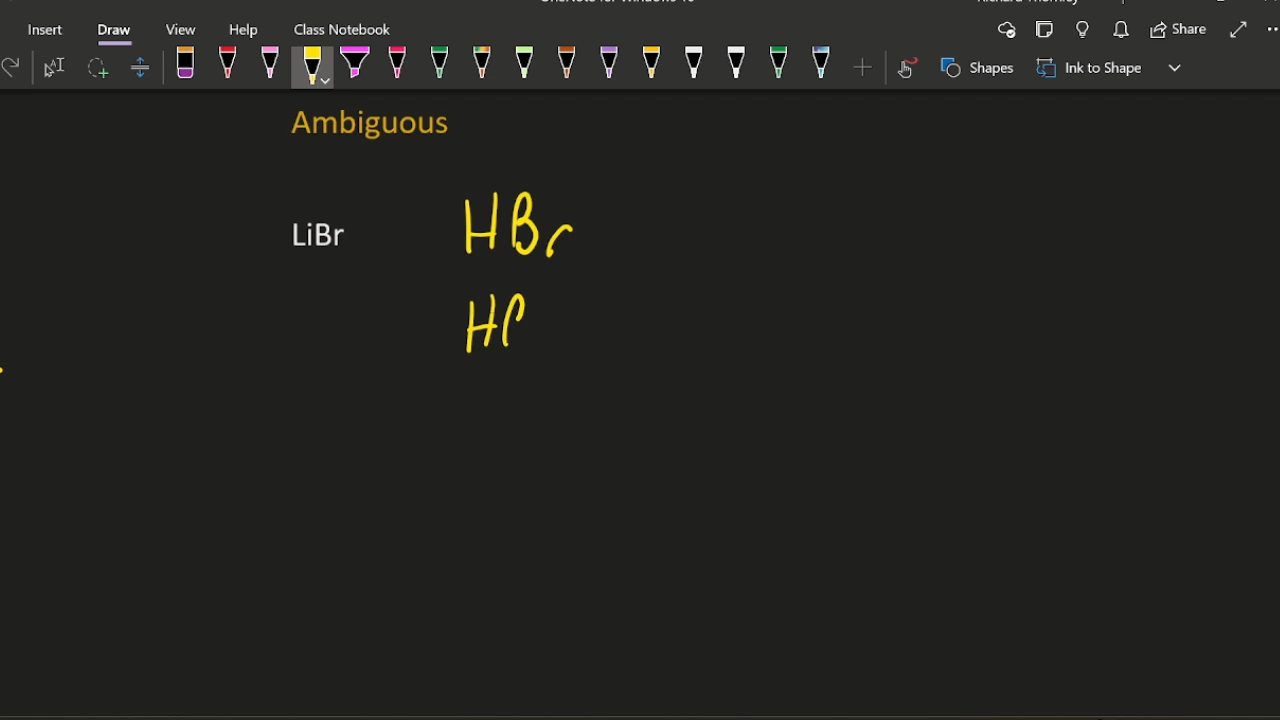 Insert Draw View Help Class Notebook Share
Shapes Ink to Shape
Ambiguous
LiBr HBr